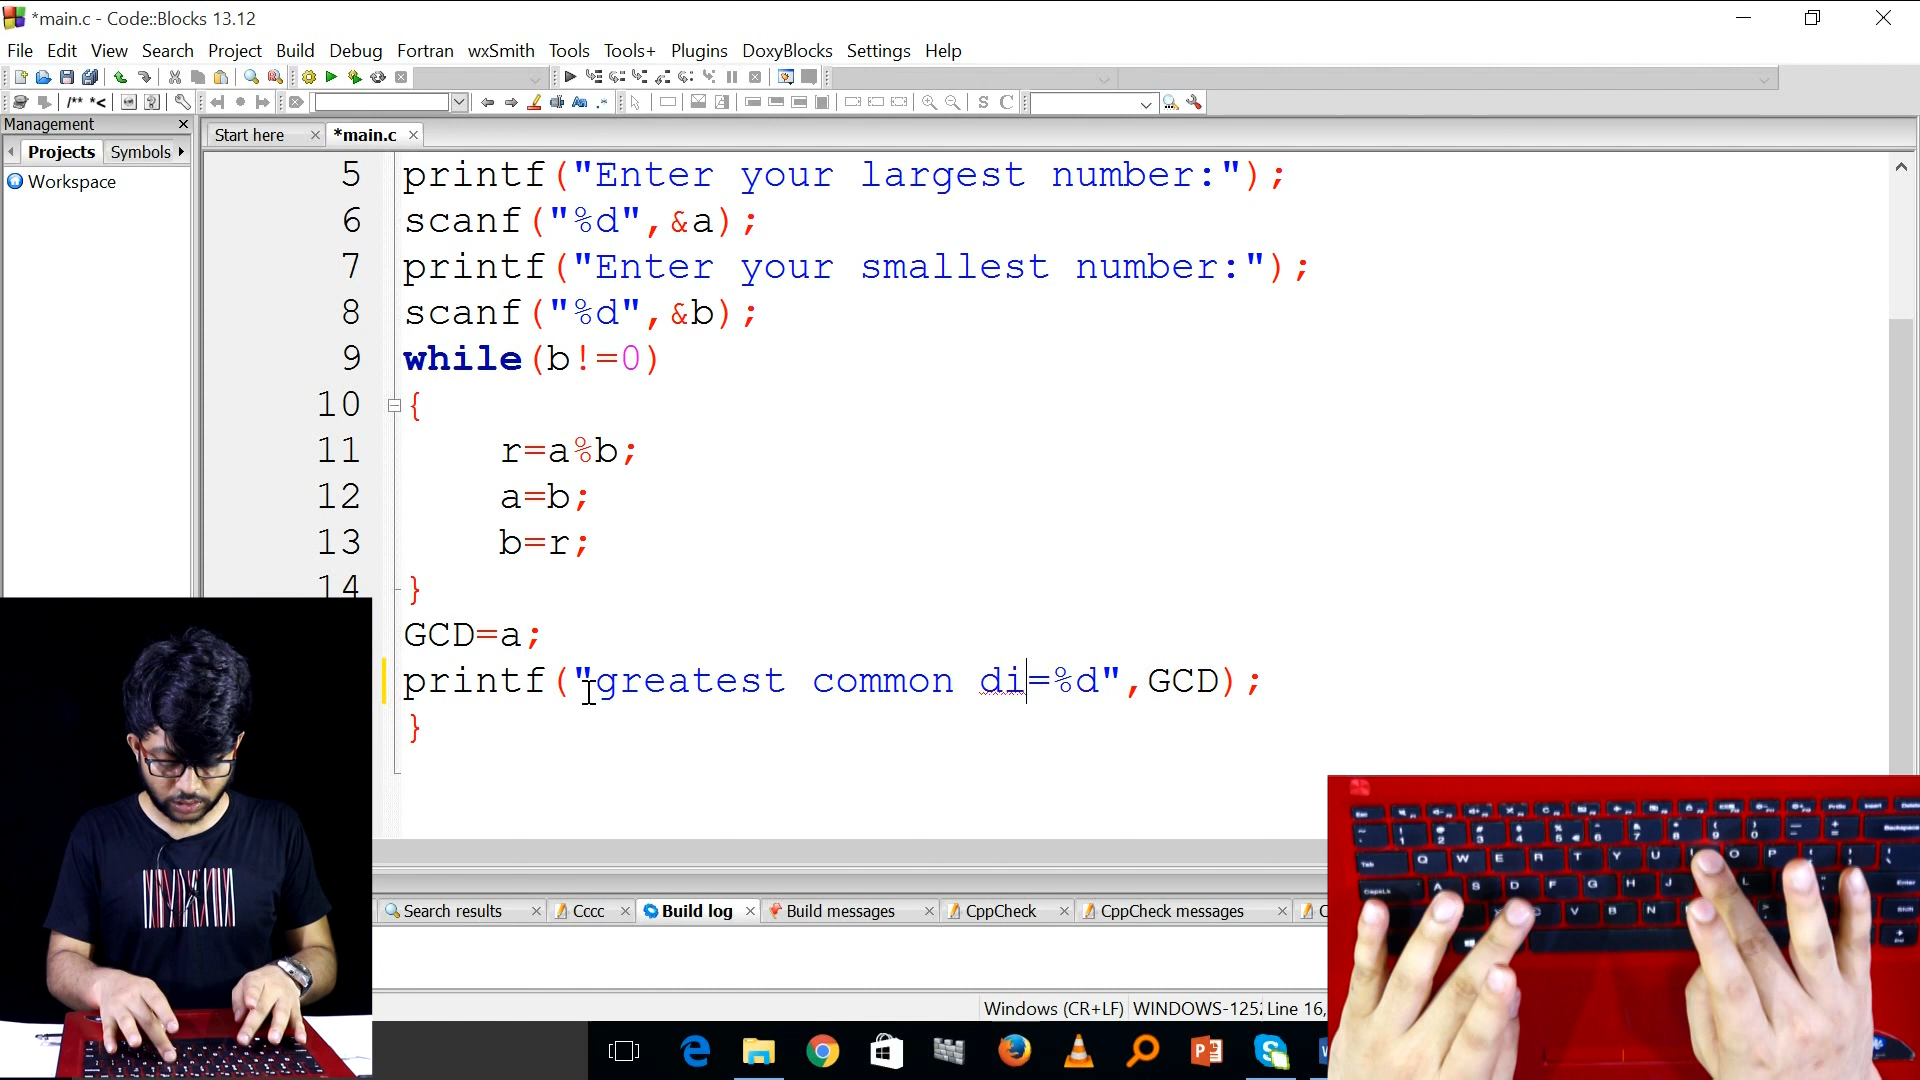 *main.c - Code::Blocks 13.12
File Edit View Search Project Build Debug Fortran wxSmith Tools Tools+ Plugins DoxyBlocks Settings Help
/** *<
S C
Management
Projects Symbols
Workspace
Start here *main.c
5 printf("Enter your largest number:");
6 scanf("%d",&a);
7 printf("Enter your smallest number:");
8 scanf("%d",&b);
9 while(b!=0)
10 {
11 r=a%b;
12 a=b;
13 b=r;
14 }
GCD=a;
printf("greatest common di=%d",GCD);
}
Search results Cccc Build log Build messages CppCheck CppCheck messages
Windows (CR+LF) WINDOWS-1252 Line 16,